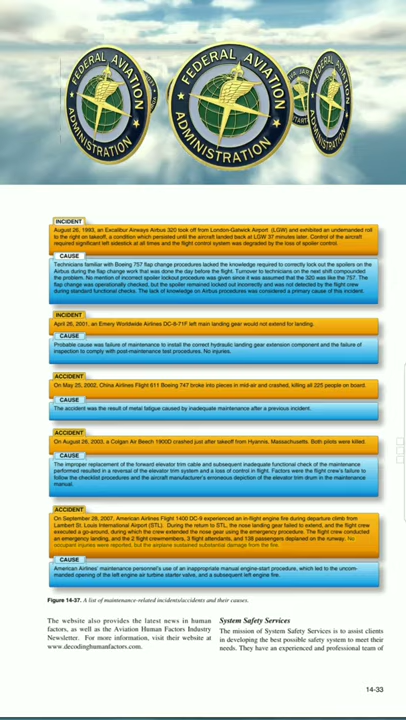 FEDERAL AVIATION
ADMINISTRATION
FEDERAL AVIATION
ADMINISTRATION
FEDERAL AVIATION
ADMINISTRATION
INCIDENT
August 26, 1993, an Excalibur Airways Airbus 320 took off from London-Gatwick Airport (LGW) and exhibited an undemanded roll
to the right on takeoff, a condition which persisted until the aircraft landed back at LGW 37 minutes later. Control of the aircraft
required significant left sidestick at all times and the flight control system was degraded by the loss of spoiler control.
CAUSE
Technicians familiar with Boeing 757 flap change procedures lacked the knowledge required to correctly lock out the spoilers on the
Airbus during the flap change work that was done the day before the flight. Turnover to technicians on the next shift compounded
the problem. No mention of incorrect spoiler lockout procedure was given since it was assumed that the 320 was like the 757. The
flap change was operationally checked, but the spoiler remained locked out incorrectly and was not detected by the flight crew
during standard functional checks. The lack of knowledge on Airbus procedures was considered a primary cause of this incident.
INCIDENT
April 26, 2001, an Emery Worldwide Airlines DC-8-71F left main landing gear would not extend for landing.
CAUSE
Probable cause was failure of maintenance to install the correct hydraulic landing gear extension component and the failure of
inspection to comply with post-maintenance test procedures. No injuries.
ACCIDENT
On May 25, 2002, China Airlines Flight 611 Boeing 747 broke into pieces in mid-air and crashed, killing all 225 people on board.
CAUSE
The accident was the result of metal fatigue caused by inadequate maintenance after a previous incident.
ACCIDENT
On August 26, 2003, a Colgan Air Beech 1900D crashed just after takeoff from Hyannis, Massachusetts. Both pilots were killed.
CAUSE
The improper replacement of the forward elevator trim cable and subsequent inadequate functional check of the maintenance
performed resulted in a reversal of the elevator trim system and a loss of control in flight. Factors were the flight crew's failure to
follow the checklist procedures and the aircraft manufacturer's erroneous depiction of the elevator trim drum in the maintenance
manual.
ACCIDENT
On September 28, 2007, American Airlines Flight 1400 DC-9 experienced an in-flight engine fire during departure climb from
Lambert St. Louis International Airport (STL). During the return to STL, the nose landing gear failed to extend, and the flight crew
executed a go-around, during which the crew extended the nose gear using the emergency procedure. The flight crew conducted
an emergency landing, and the 2 flight crewmembers, 3 flight attendants, and 138 passengers deplaned on the runway. No
occupant injuries were reported, but the airplane sustained substantial damage from the fire.
CAUSE
American Airlines' maintenance personnel's use of an inappropriate manual engine-start procedure, which led to the uncom-
manded opening of the left engine air turbine starter valve, and a subsequent left engine fire.
Figure 14-37. A list of maintenance-related incidents/accidents and their causes.
The website also provides the latest news in human
factors, as well as the Aviation Human Factors Industry
Newsletter. For more information, visit their website at
www.decodinghumanfactors.com.
System Safety Services
The mission of System Safety Services is to assist clients
in developing the best possible safety system to meet their
needs. They have an experienced and professional team of
14-33